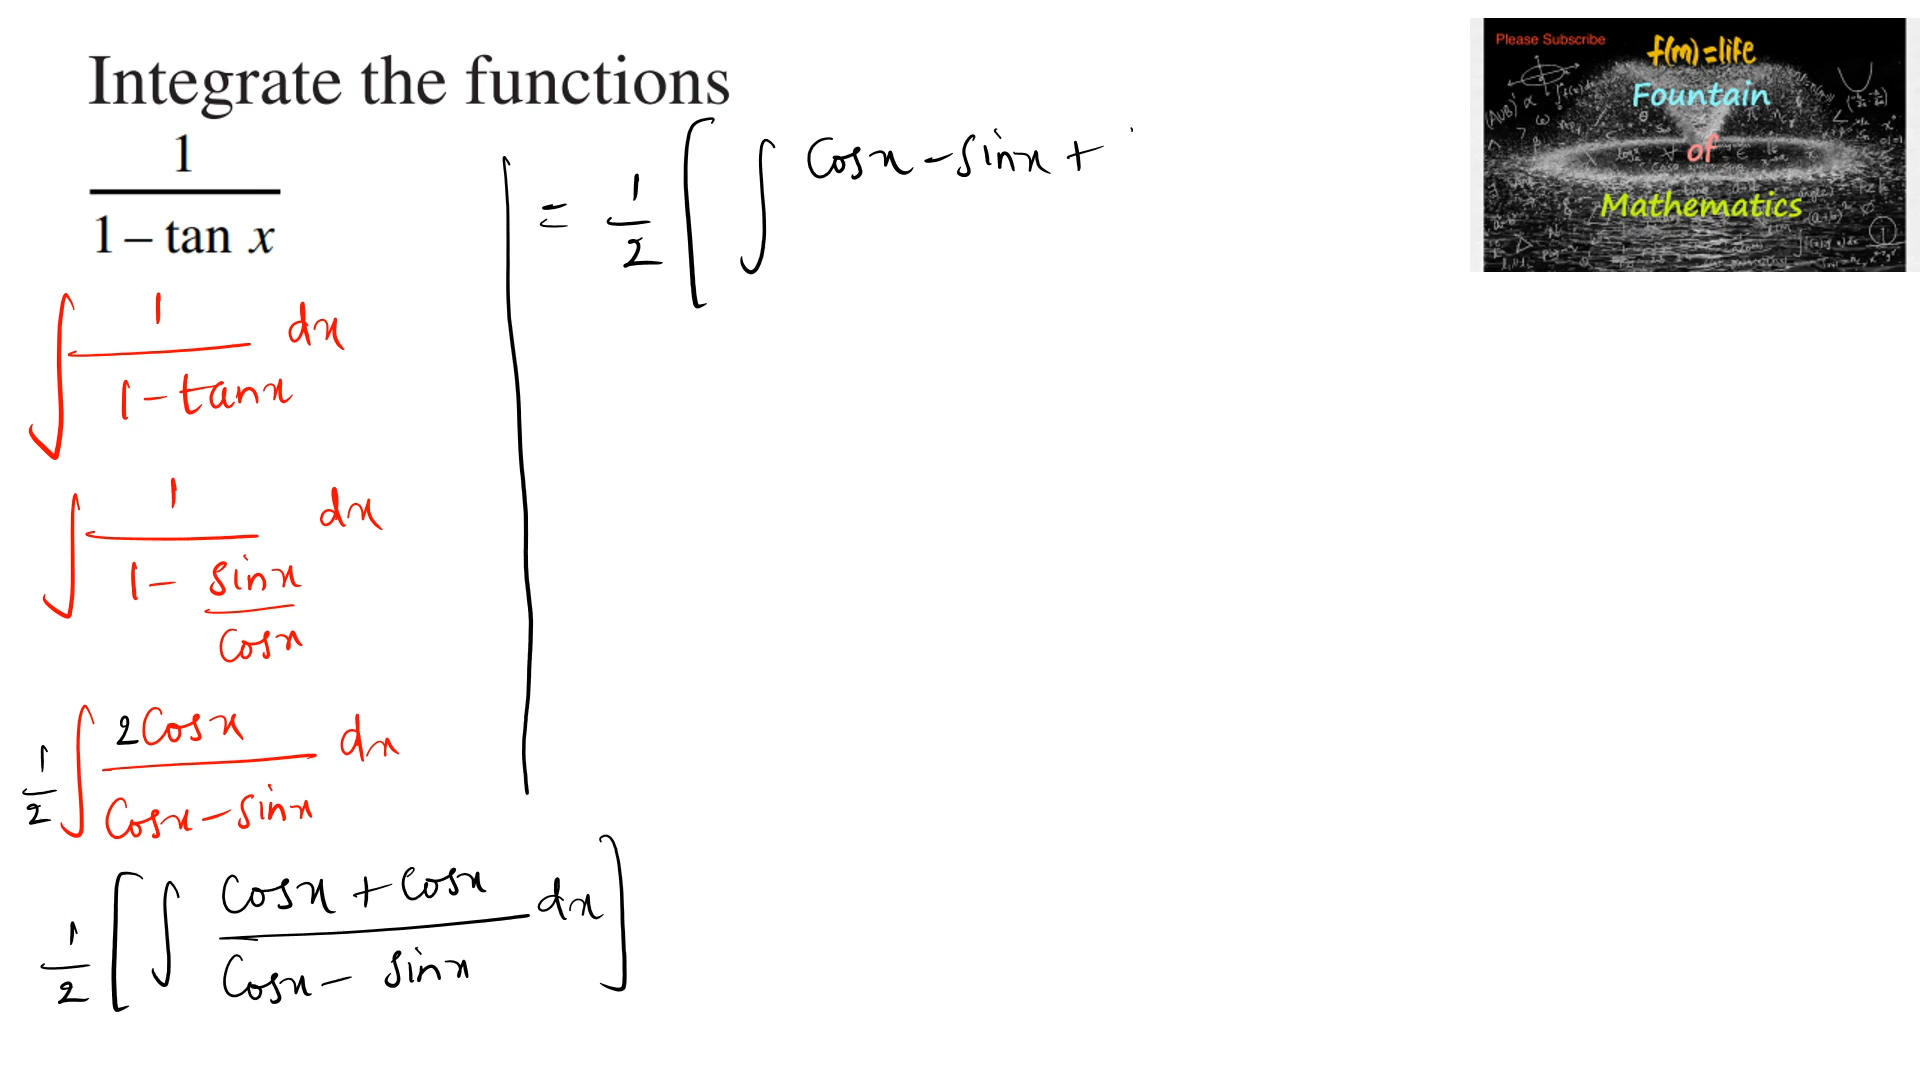 Integrate the functions
1
1 – tan x
∫ 1 dx
1 - tanx
∫ 1 dx
1 - sinx
cosx
1/2 ∫ 2cosx dx
cosx - sinx
1/2 [ ∫ cosx + cosx dx ]
cosx - sinx
= 1/2 [ ∫ cosx - sinx +
Please Subscribe
f(m)=life
Fountain
of
Mathematics